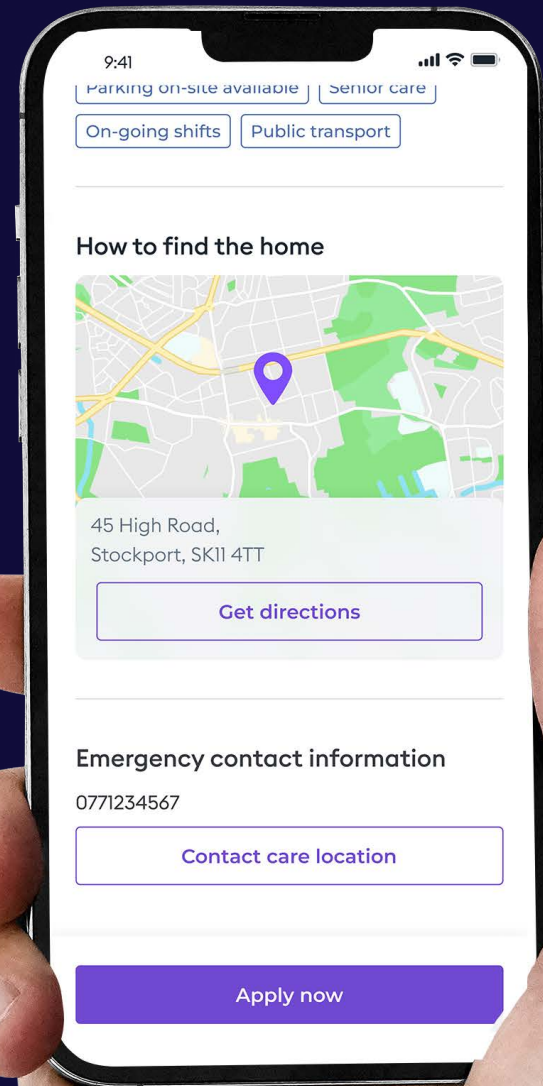 9:41
Parking on-site available
Senior care
On-going shifts
Public transport
How to find the home
45 High Road,
Stockport, SK11 4TT
Get directions
Emergency contact information
0771234567
Contact care location
Apply now